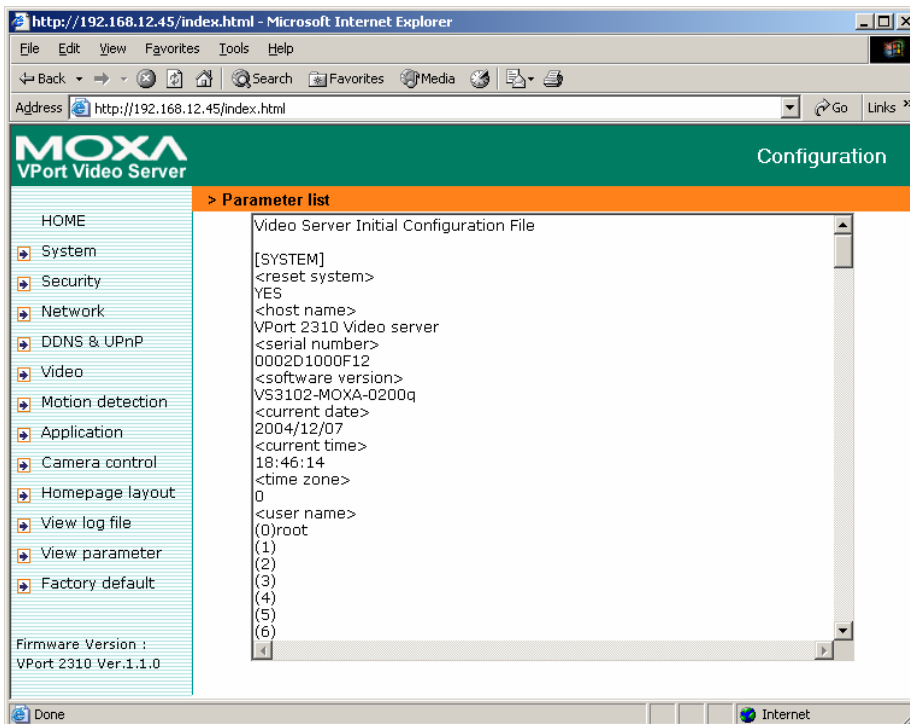 http://192.168.12.45/index.html - Microsoft Internet Explorer
File Edit View Favorites Tools Help
Back Search Favorites Media
Address http://192.168.12.45/index.html Go Links »
MOXA
VPort Video Server
Configuration
> Parameter list
HOME
System
Security
Network
DDNS & UPnP
Video
Motion detection
Application
Camera control
Homepage layout
View log file
View parameter
Factory default
Firmware Version :
VPort 2310 Ver.1.1.0
Video Server Initial Configuration File
[SYSTEM]
<reset system>
YES
<host name>
VPort 2310 Video server
<serial number>
0002D1000F12
<software version>
VS3102-MOXA-0200q
<current date>
2004/12/07
<current time>
18:46:14
<time zone>
0
<user name>
(0)root
(1)
(2)
(3)
(4)
(5)
(6)
Done Internet